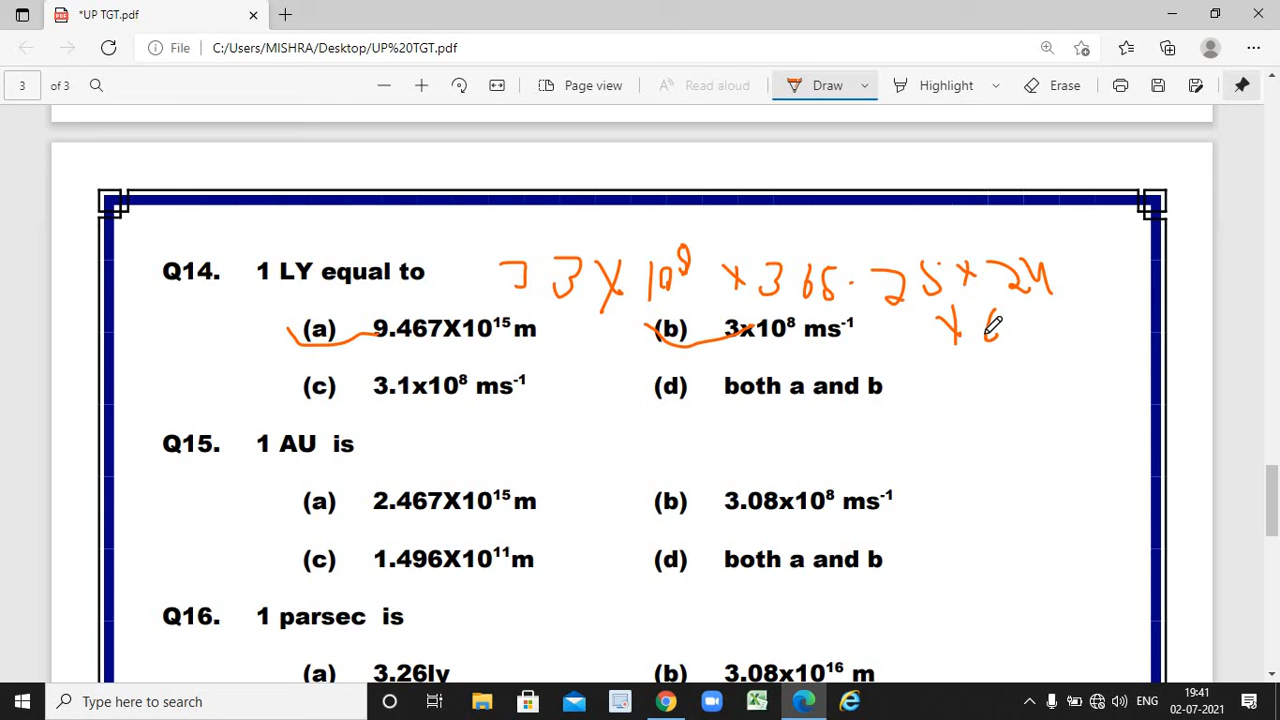 *UP TGT.pdf
File C:/Users/MISHRA/Desktop/UP%20TGT.pdf
3 of 3 Page view Read aloud Draw Highlight Erase
Q14. 1 LY equal to
3 × 10⁸ × 365.25 × 24
× 6
(a) 9.467X10¹⁵m (b) 3x10⁸ ms⁻¹
(c) 3.1x10⁸ ms⁻¹ (d) both a and b
Q15. 1 AU is
(a) 2.467X10¹⁵m (b) 3.08x10⁸ ms⁻¹
(c) 1.496X10¹¹m (d) both a and b
Q16. 1 parsec is
(a) 3.26ly (b) 3.08x10¹⁶ m
Type here to search ENG 19:41
02-07-2021